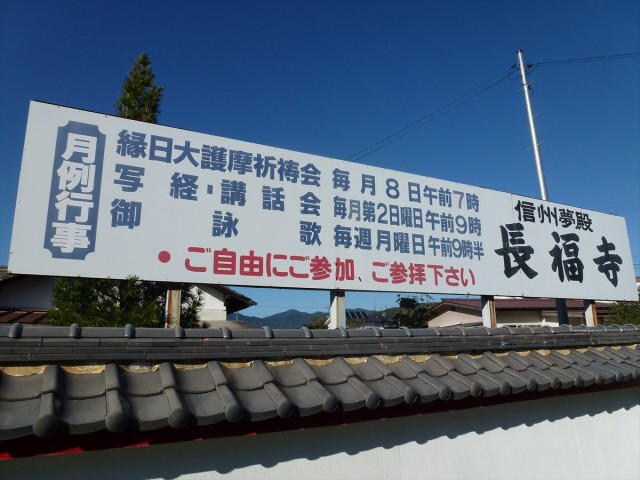 月例行事
縁日大護摩祈祷会 毎月8日午前7時
写経・講話会 毎月第2日曜日午前9時
御詠歌 毎週月曜日午前9時半
●ご自由にご参加、ご参拝下さい
信州夢殿
長福寺